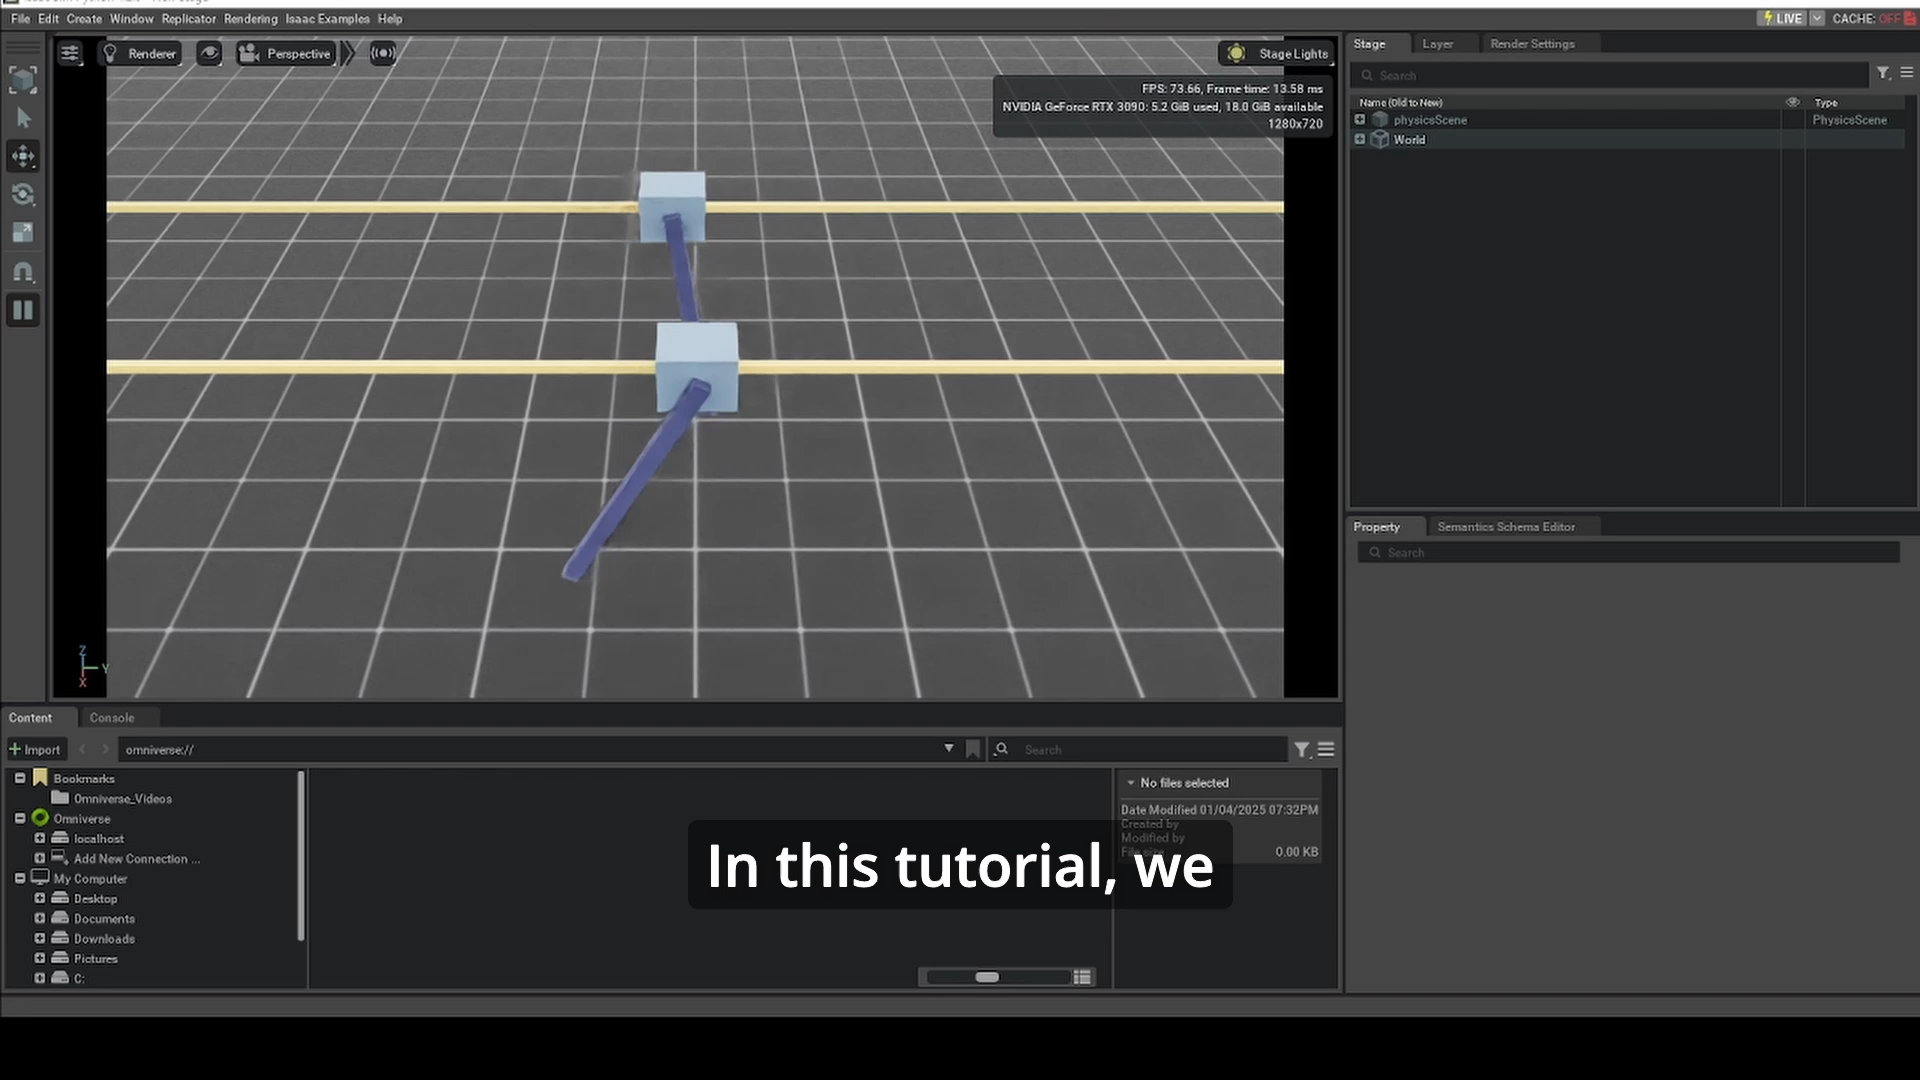 File Edit Create Window Replicator Rendering Isaac Examples Help
LIVE CACHE: OFF
Renderer Perspective Stage Lights
FPS: 73.66, Frame time: 13.58 ms
NVIDIA GeForce RTX 3090: 5.2 GiB used, 18.0 GiB available
1280x720
Stage Layer Render Settings
Search
Name (Old to New) Type
physicsScene PhysicsScene
World
Property Semantics Schema Editor
Search
Z
Y
X
Content Console
Import omniverse:// Search
Bookmarks
Omniverse_Videos
Omniverse
localhost
Add New Connection ...
My Computer
Desktop
Documents
Downloads
Pictures
C:
No files selected
Date Modified 01/04/2025 07:32PM
Created by
Modified by
File size 0.00 KB
In this tutorial, we